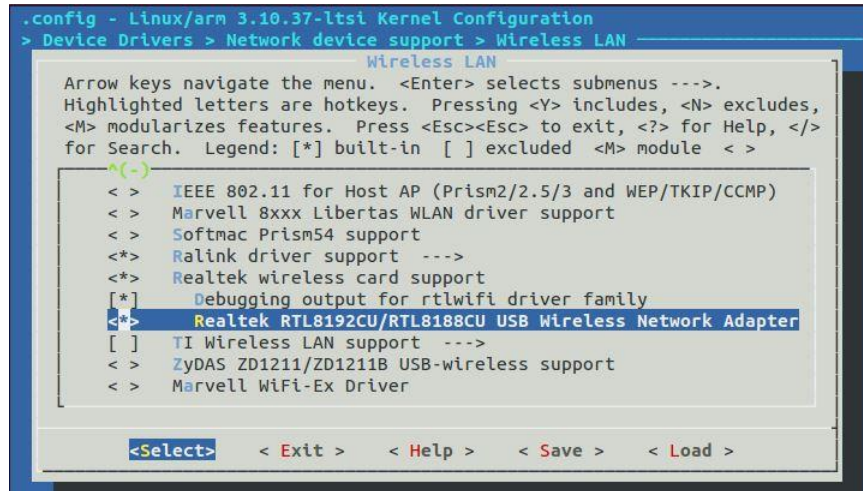 .config - Linux/arm 3.10.37-ltsi Kernel Configuration
> Device Drivers > Network device support > Wireless LAN
Wireless LAN
Arrow keys navigate the menu.  <Enter> selects submenus --->.
Highlighted letters are hotkeys.  Pressing <Y> includes, <N> excludes,
<M> modularizes features.  Press <Esc><Esc> to exit, <?> for Help, </>
for Search.  Legend: [*] built-in  [ ] excluded  <M> module  < >
^(-)
< >   IEEE 802.11 for Host AP (Prism2/2.5/3 and WEP/TKIP/CCMP)
< >   Marvell 8xxx Libertas WLAN driver support
< >   Softmac Prism54 support
<*>   Ralink driver support  --->
<*>   Realtek wireless card support
[*]     Debugging output for rtlwifi driver family
<*>     Realtek RTL8192CU/RTL8188CU USB Wireless Network Adapter
[ ]   TI Wireless LAN support  --->
< >   ZyDAS ZD1211/ZD1211B USB-wireless support
< >   Marvell WiFi-Ex Driver
<Select>    < Exit >    < Help >    < Save >    < Load >